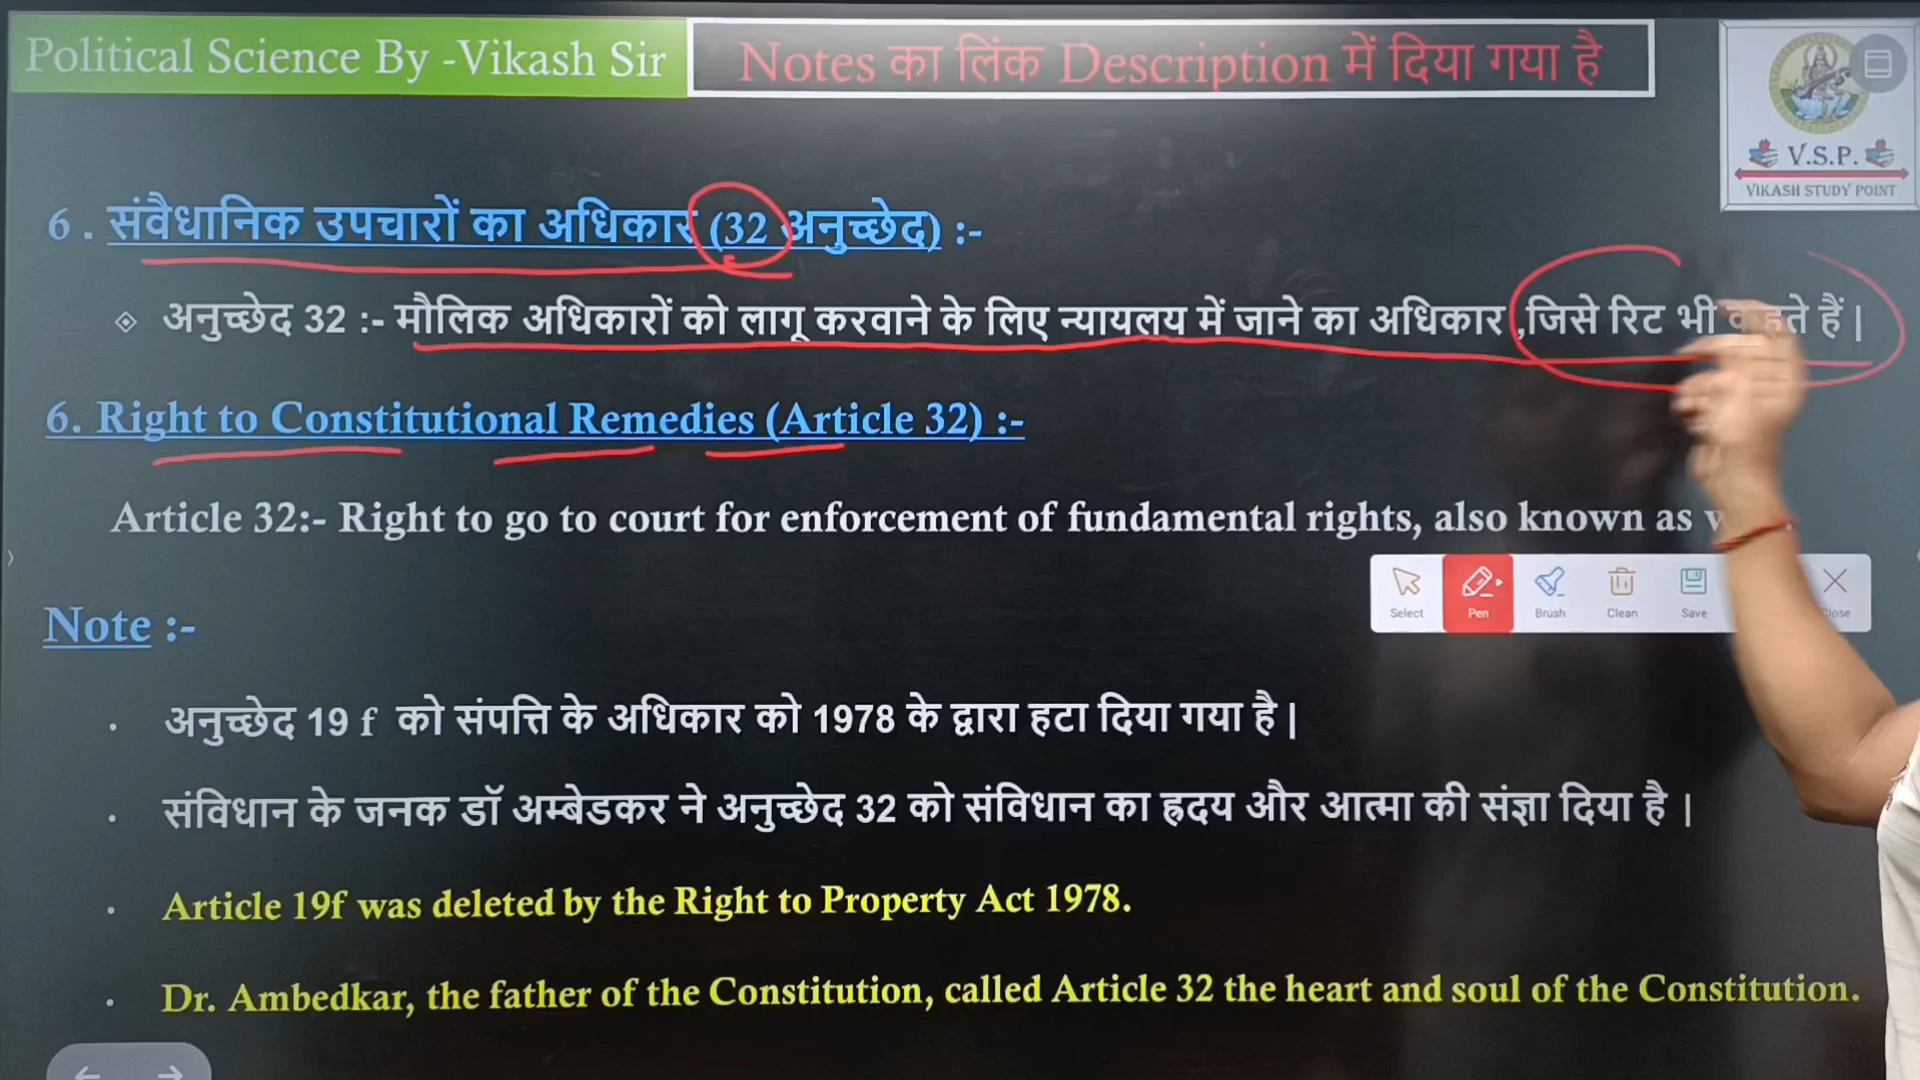 Political Science By -Vikash Sir
Notes का लिंक Description में दिया गया है
V.S.P.
VIKASH STUDY POINT
6 . संवैधानिक उपचारों का अधिकार (32 अनुच्छेद) :-
अनुच्छेद 32 :- मौलिक अधिकारों को लागू करवाने के लिए न्यायलय में जाने का अधिकार ,जिसे रिट भी कहते हैं |
6. Right to Constitutional Remedies (Article 32) :-
Article 32:- Right to go to court for enforcement of fundamental rights, also known as
Select Pen Brush Clean Save Close
Note :-
अनुच्छेद 19 f को संपत्ति के अधिकार को 1978 के द्वारा हटा दिया गया है |
संविधान के जनक डॉ अम्बेडकर ने अनुच्छेद 32 को संविधान का ह्रदय और आत्मा की संज्ञा दिया है |
Article 19f was deleted by the Right to Property Act 1978.
Dr. Ambedkar, the father of the Constitution, called Article 32 the heart and soul of the Constitution.